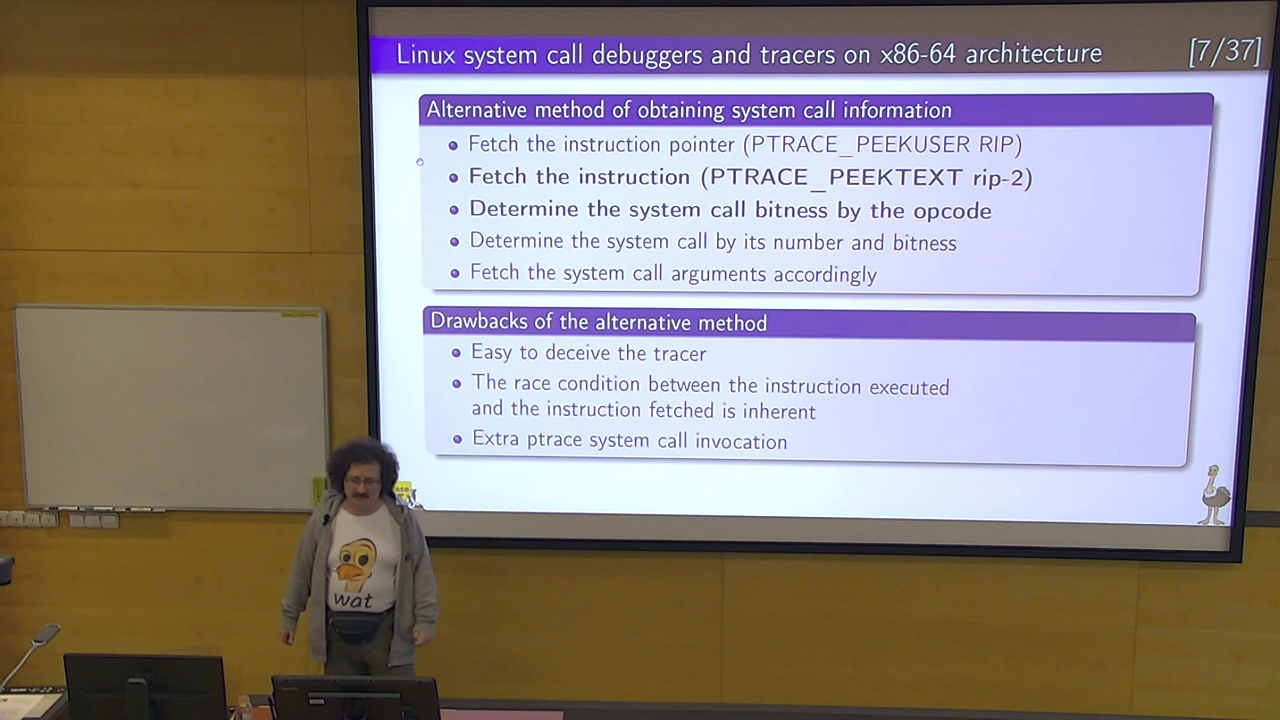 Linux system call debuggers and tracers on x86-64 architecture [7/37]
Alternative method of obtaining system call information
Fetch the instruction pointer (PTRACE_PEEKUSER RIP)
Fetch the instruction (PTRACE_PEEKTEXT rip-2)
Determine the system call bitness by the opcode
Determine the system call by its number and bitness
Fetch the system call arguments accordingly
Drawbacks of the alternative method
Easy to deceive the tracer
The race condition between the instruction executed
and the instruction fetched is inherent
Extra ptrace system call invocation
wat